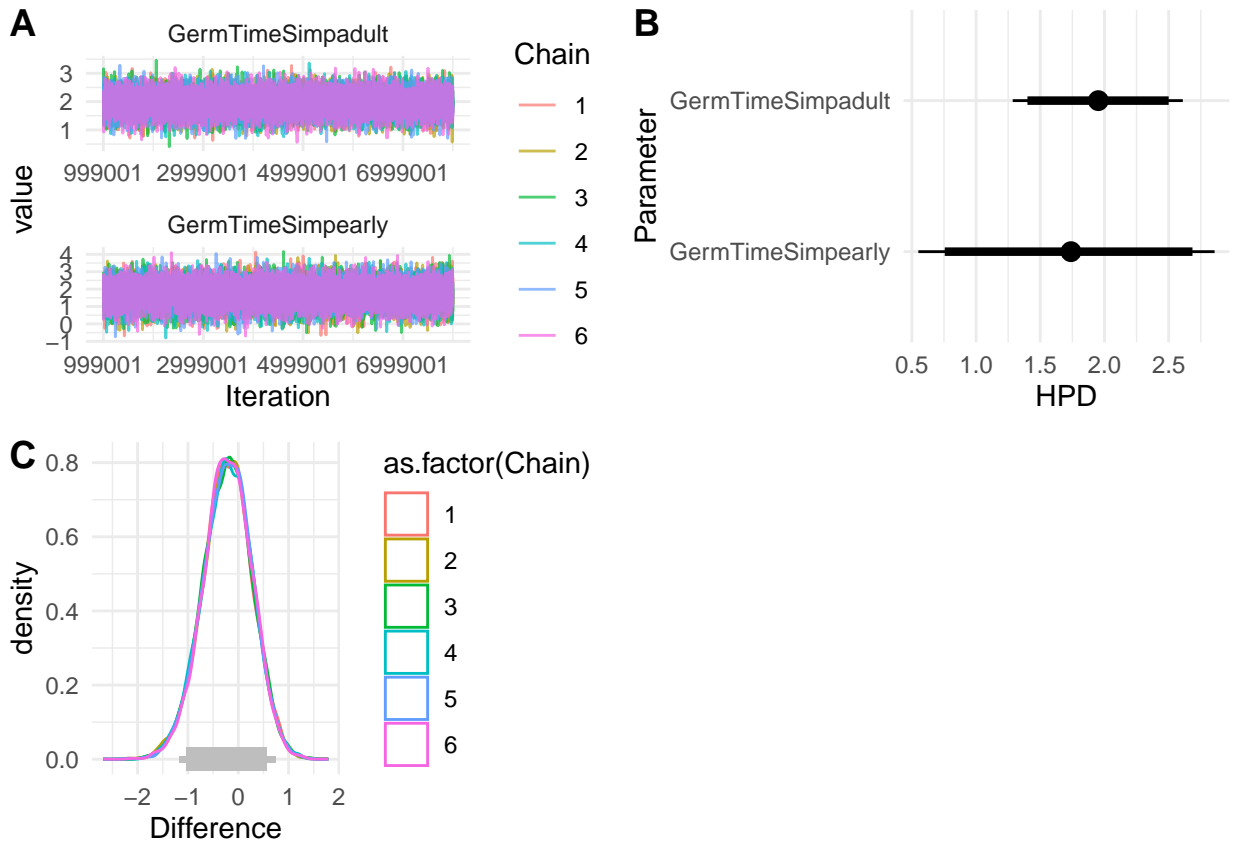 A
GermTimeSimpadult
3
2
1
999001 2999001 4999001 6999001
GermTimeSimpearly
4
3
2
1
0
−1
999001 2999001 4999001 6999001
value
Iteration
Chain
1
2
3
4
5
6
B
Parameter
GermTimeSimpadult
GermTimeSimpearly
0.5 1.0 1.5 2.0 2.5
HPD
C
density
0.8
0.6
0.4
0.2
0.0
−2 −1 0 1 2
Difference
as.factor(Chain)
1
2
3
4
5
6